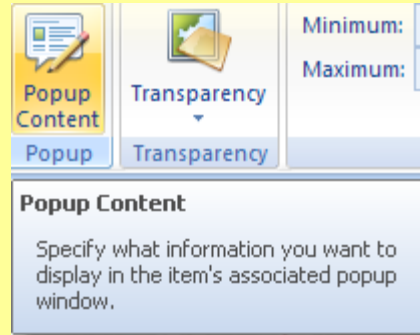 Minimum:
Maximum:
Popup
Content
Transparency
Popup
Transparency
Popup Content
Specify what information you want to
display in the item's associated popup
window.